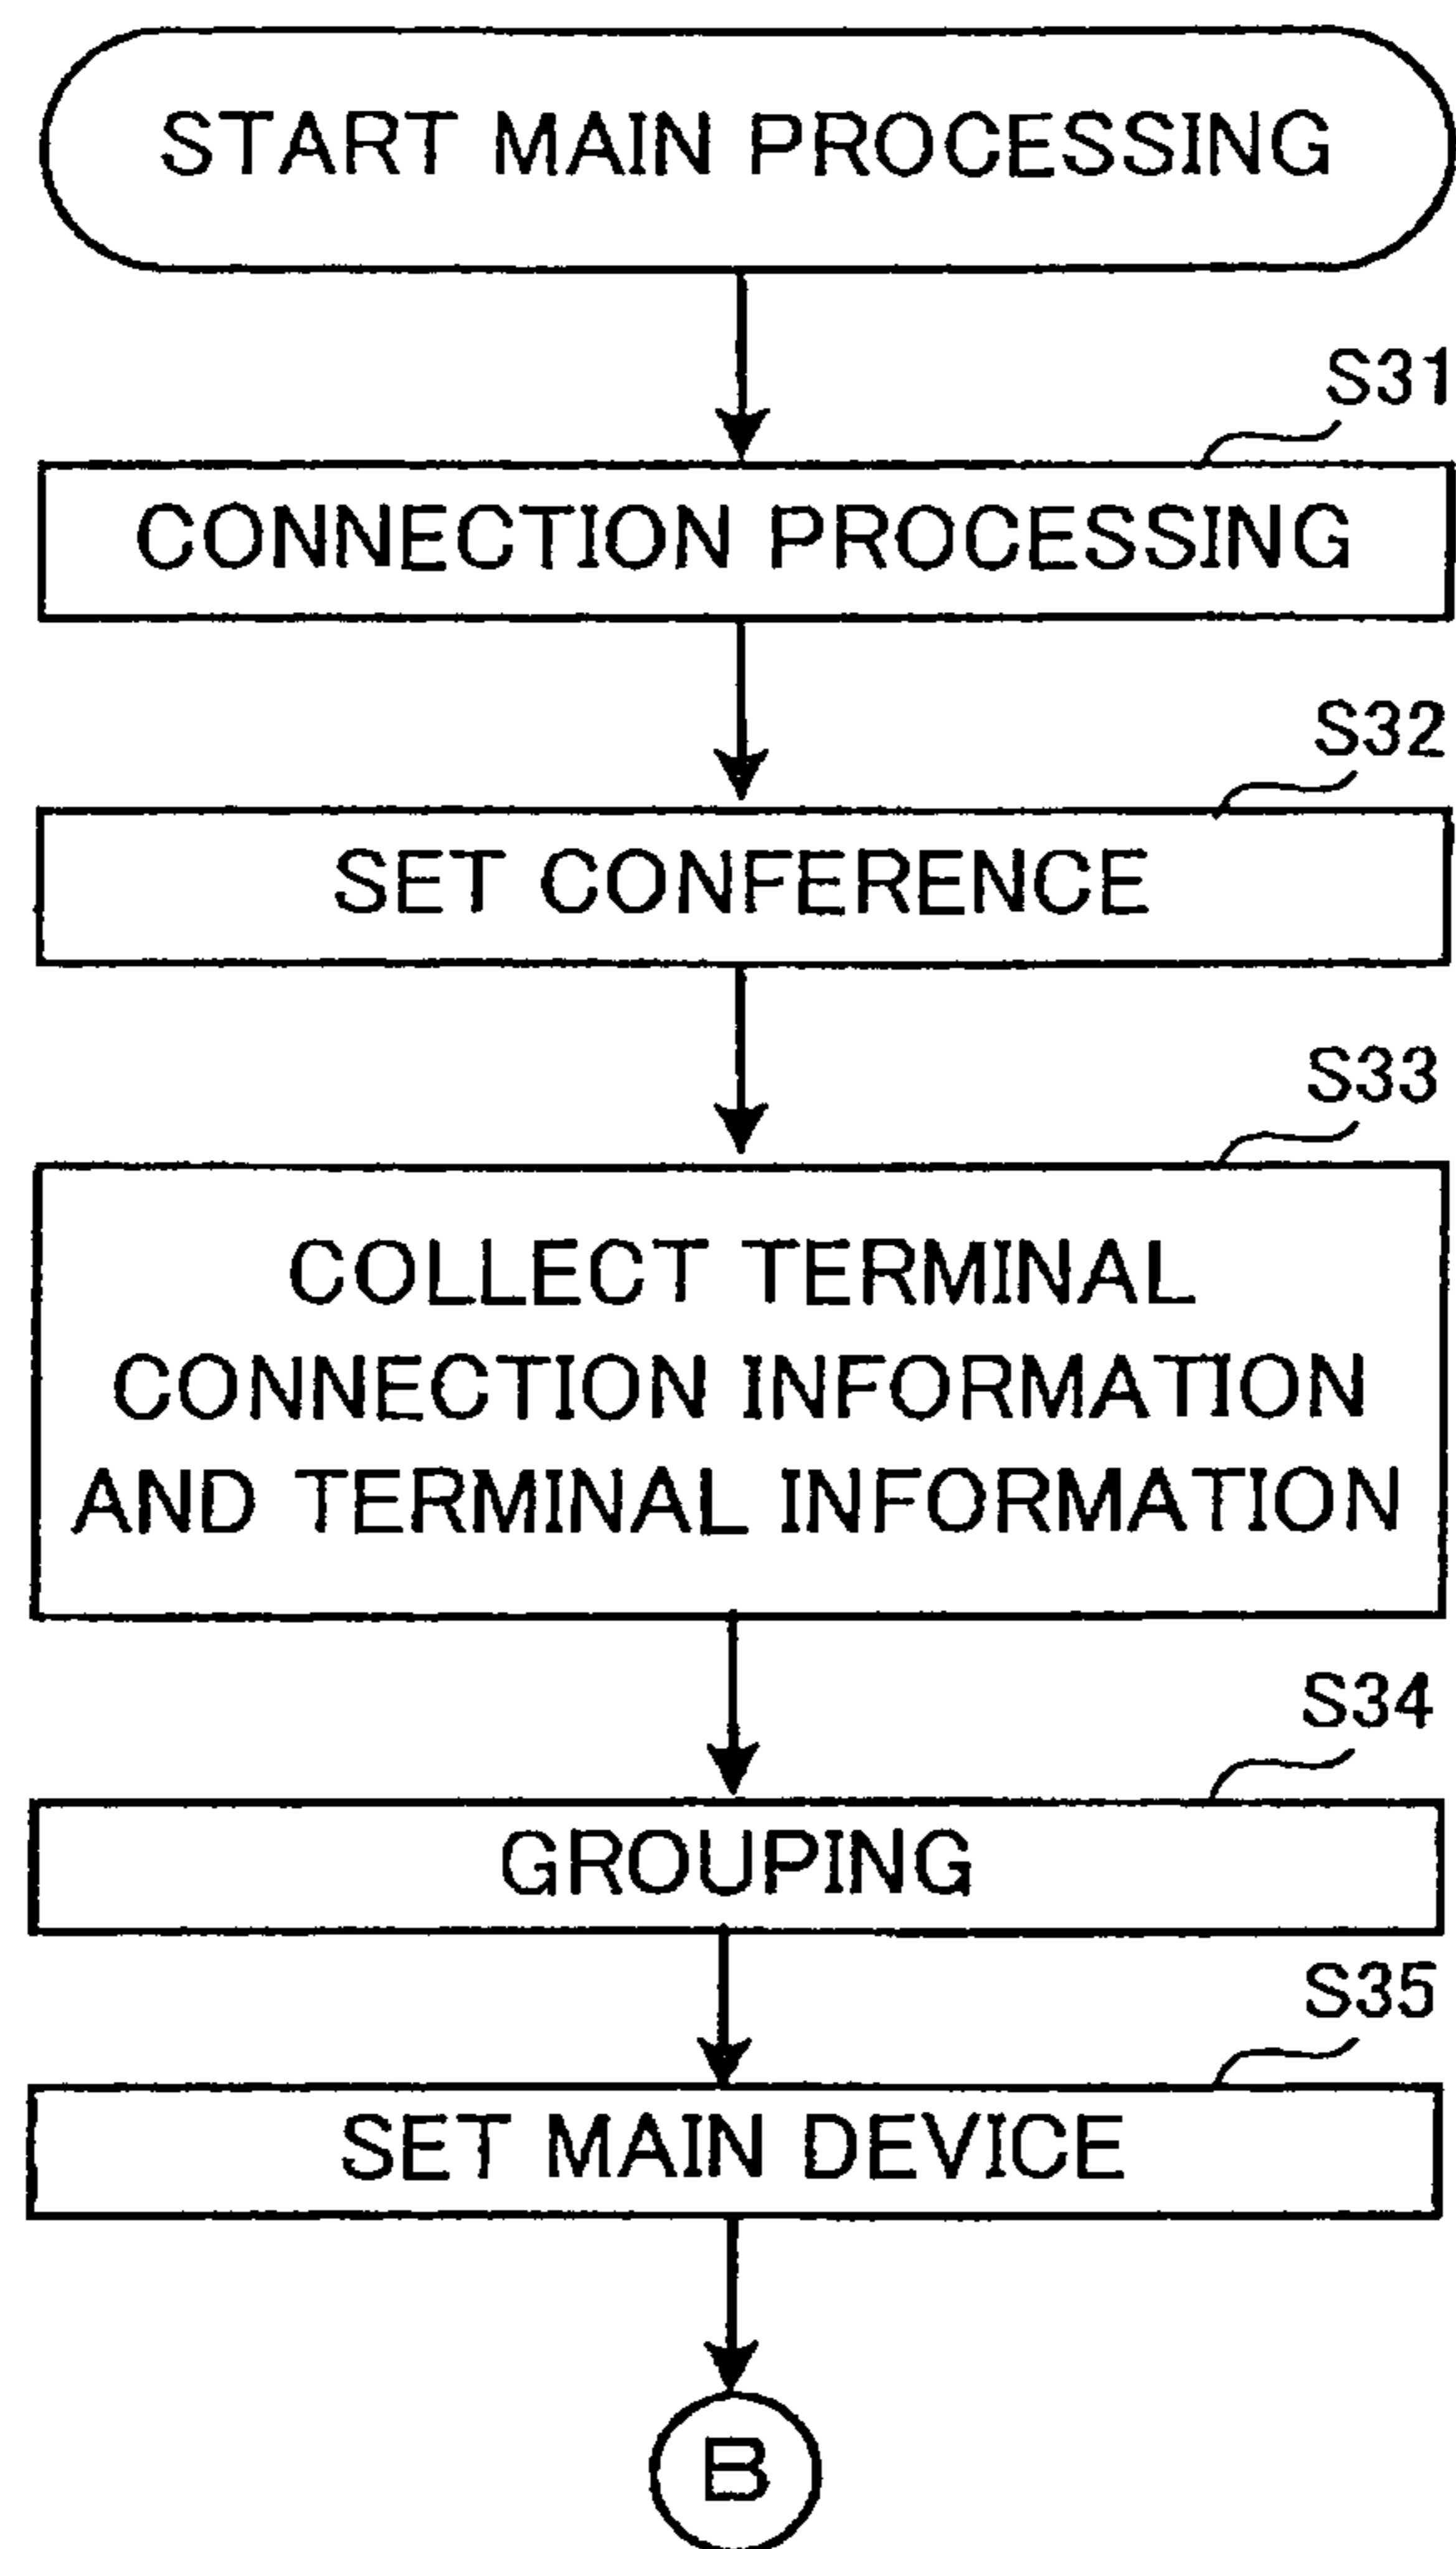 START MAIN PROCESSING
S31
CONNECTION PROCESSING
S32
SET CONFERENCE
S33
COLLECT TERMINAL
CONNECTION INFORMATION
AND TERMINAL INFORMATION
S34
GROUPING
S35
SET MAIN DEVICE
B